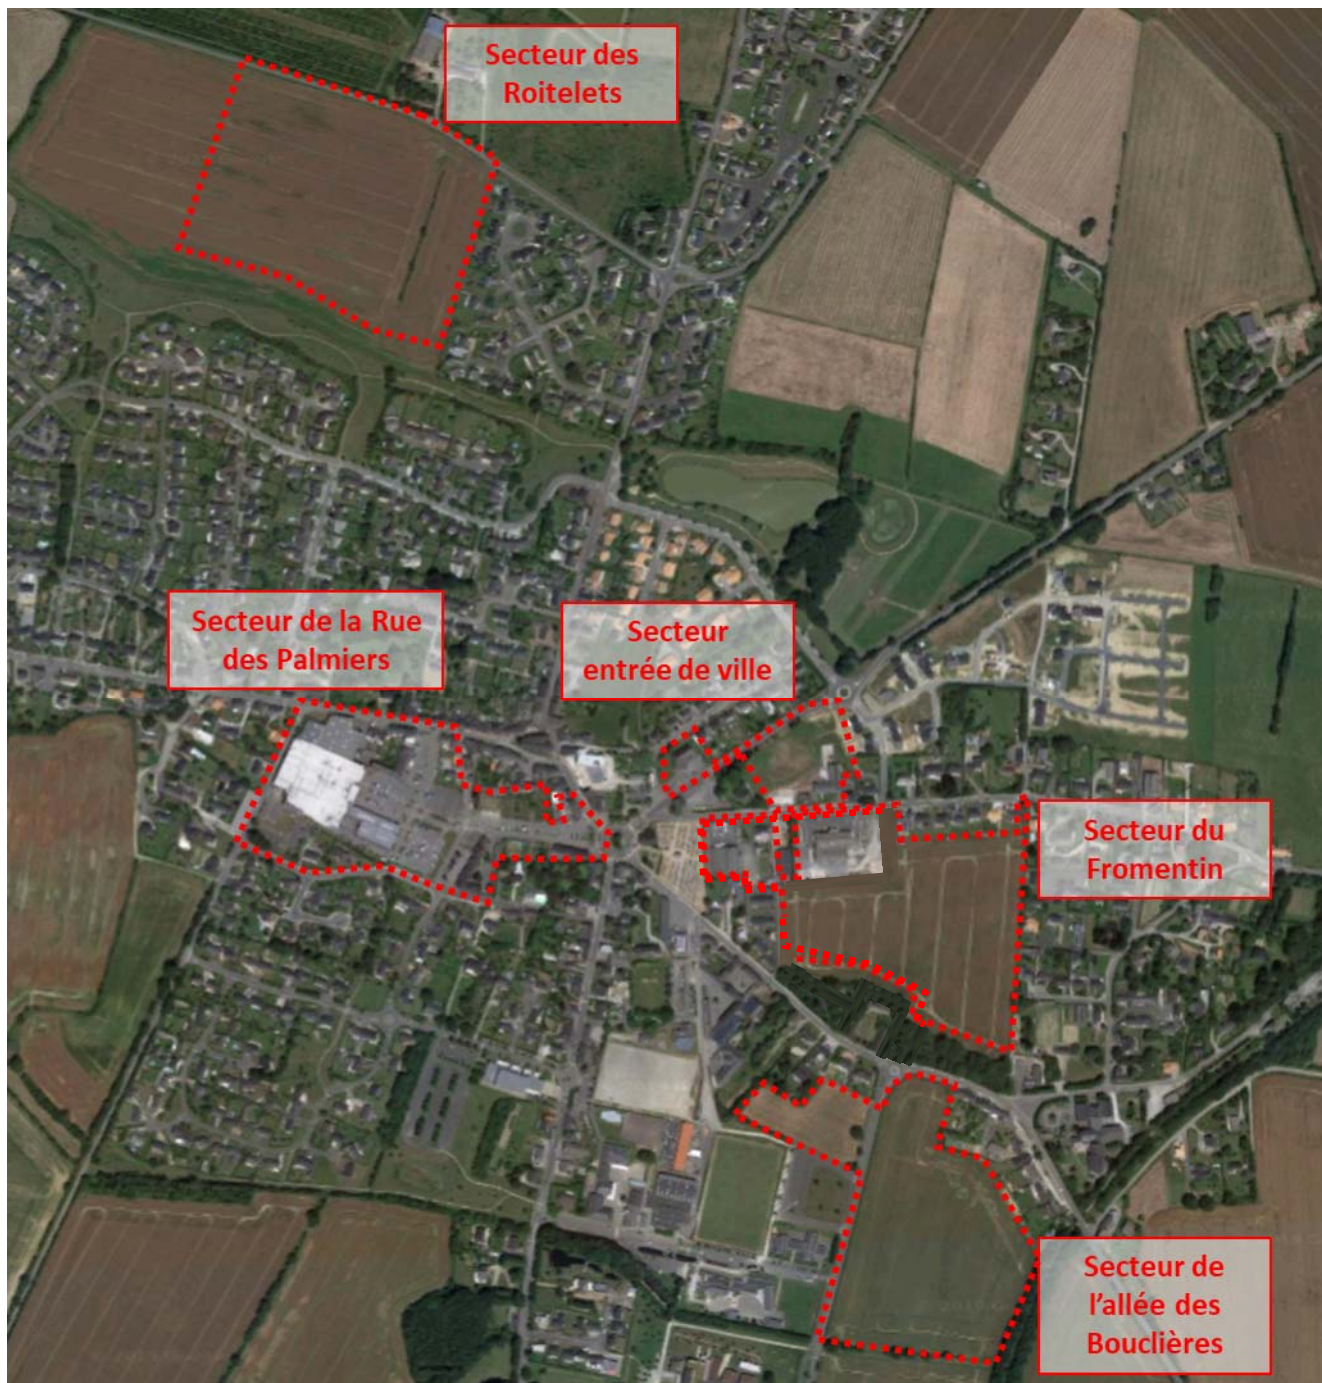 Secteur des
Roitelets
Secteur de la Rue
des Palmiers
Secteur
entrée de ville
Secteur du
Fromentin
Secteur de
l'allée des
Bouclières